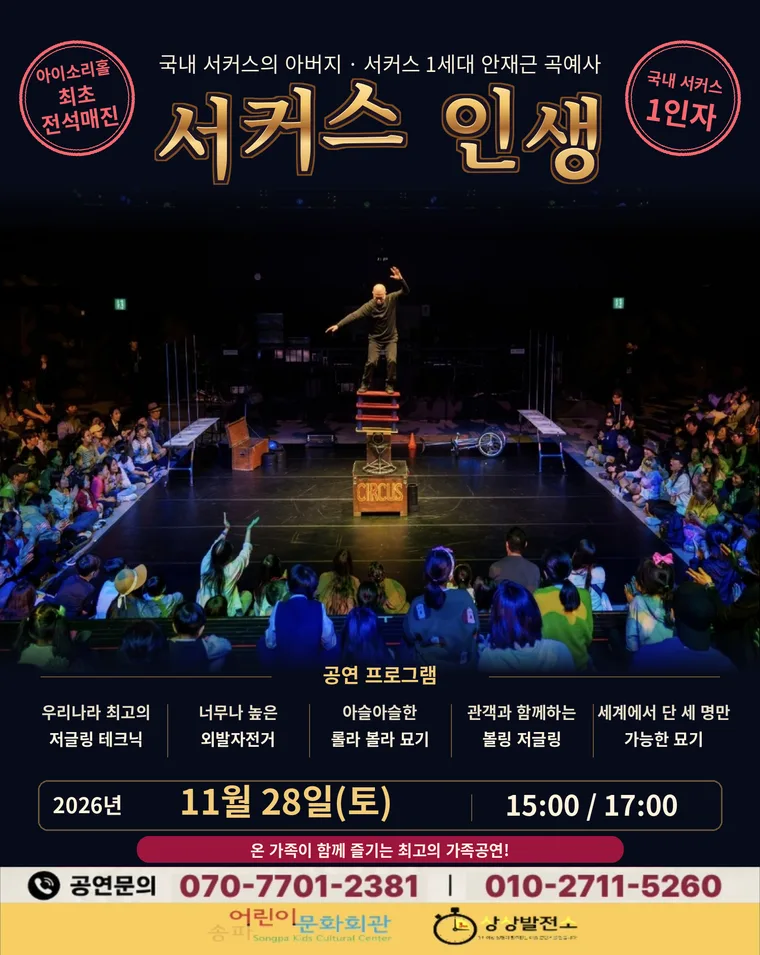 아이소리홀
최초
전석매진
국내 서커스의 아버지 · 서커스 1세대 안재근 곡예사
서커스 인생
국내 서커스
1인자
CIRCUS
공연 프로그램
우리나라 최고의
저글링 테크닉
너무나 높은
외발자전거
아슬아슬한
롤라 볼라 묘기
관객과 함께하는
볼링 저글링
세계에서 단 세 명만
가능한 묘기
2026년 11월 28일(토) 15:00 / 17:00
온 가족이 함께 즐기는 최고의 가족공연!
공연문의 070-7701-2381 | 010-2711-5260
송파 어린이문화회관
Songpa Kids Cultural Center
상상발전소